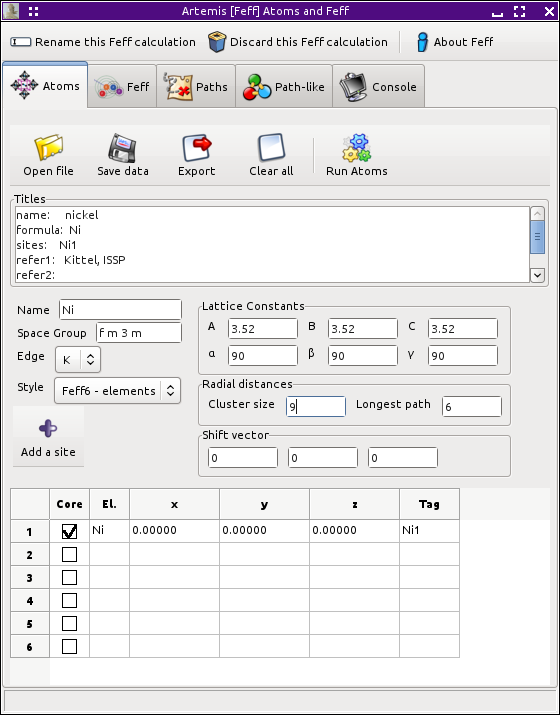 Artemis [Feff] Atoms and Feff
Rename this Feff calculation Discard this Feff calculation About Feff
Atoms Feff Paths Path-like Console
Open file Save data Export Clear all Run Atoms
Titles
name: nickel
formula: Ni
sites: Ni1
refer1: Kittel, ISSP
refer2:
Name Ni
Space Group f m 3 m
Edge K
Style Feff6 - elements
Add a site
Lattice Constants
A 3.52 B 3.52 C 3.52
α 90 β 90 γ 90
Radial distances
Cluster size 9 Longest path 6
Shift vector
0 0 0
Core El. x y z Tag
1 Ni 0.00000 0.00000 0.00000 Ni1
2
3
4
5
6